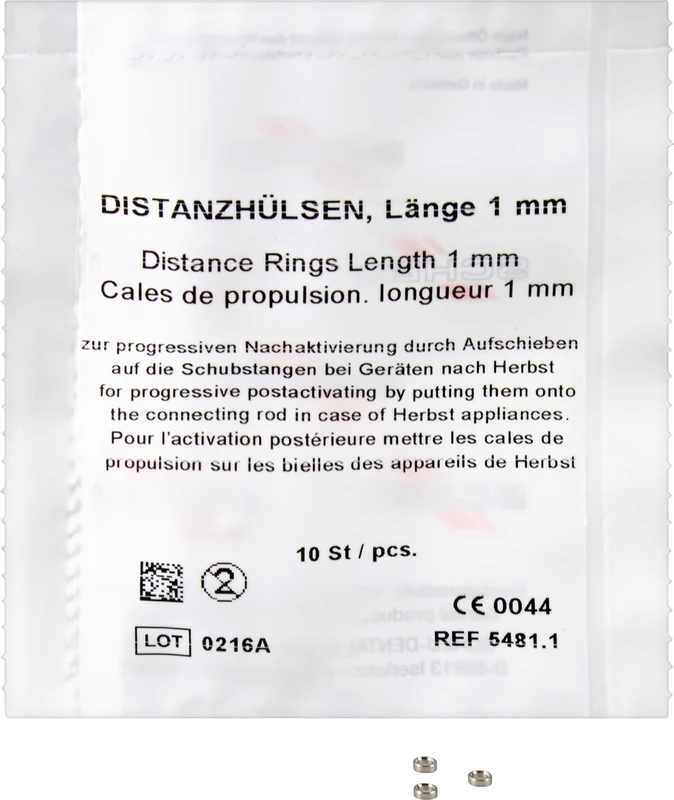 DISTANZHÜLSEN, Länge 1 mm
Distance Rings Length 1 mm
Cales de propulsion. longueur 1 mm
zur progressiven Nachaktivierung durch Aufschieben
auf die Schubstangen bei Geräten nach Herbst
for progressive postactivating by putting them onto
the connecting rod in case of Herbst appliances.
Pour l'activation postérieure mettre les cales de
propulsion sur les bielles des appareils de Herbst
10 St / pcs.
2
CE 0044
LOT 0216A
REF 5481.1